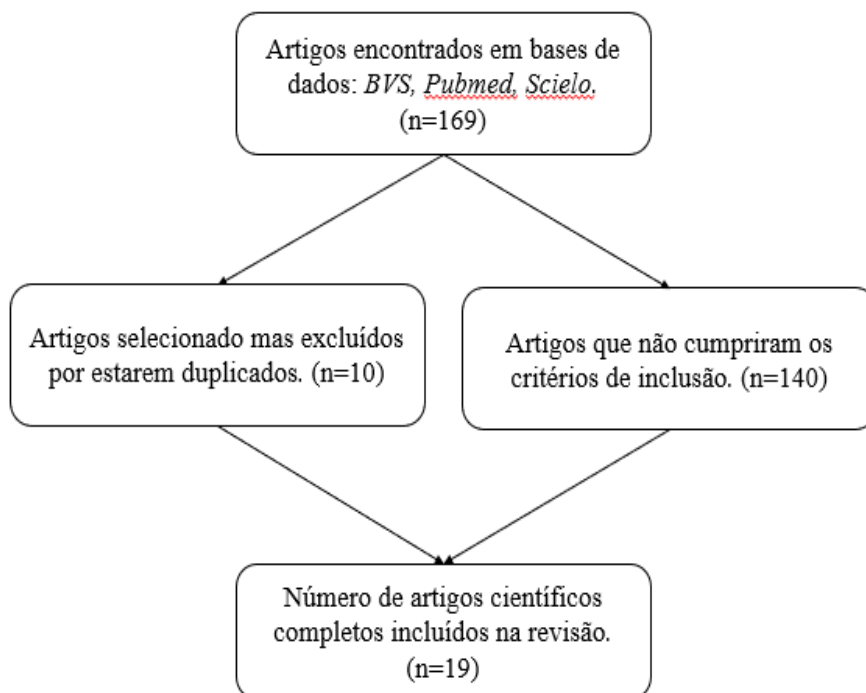 Artigos encontrados em bases de
dados: BVS, Pubmed, Scielo.
(n=169)
Artigos selecionado mas excluídos
por estarem duplicados. (n=10)
Artigos que não cumpriram os
critérios de inclusão. (n=140)
Número de artigos científicos
completos incluídos na revisão.
(n=19)